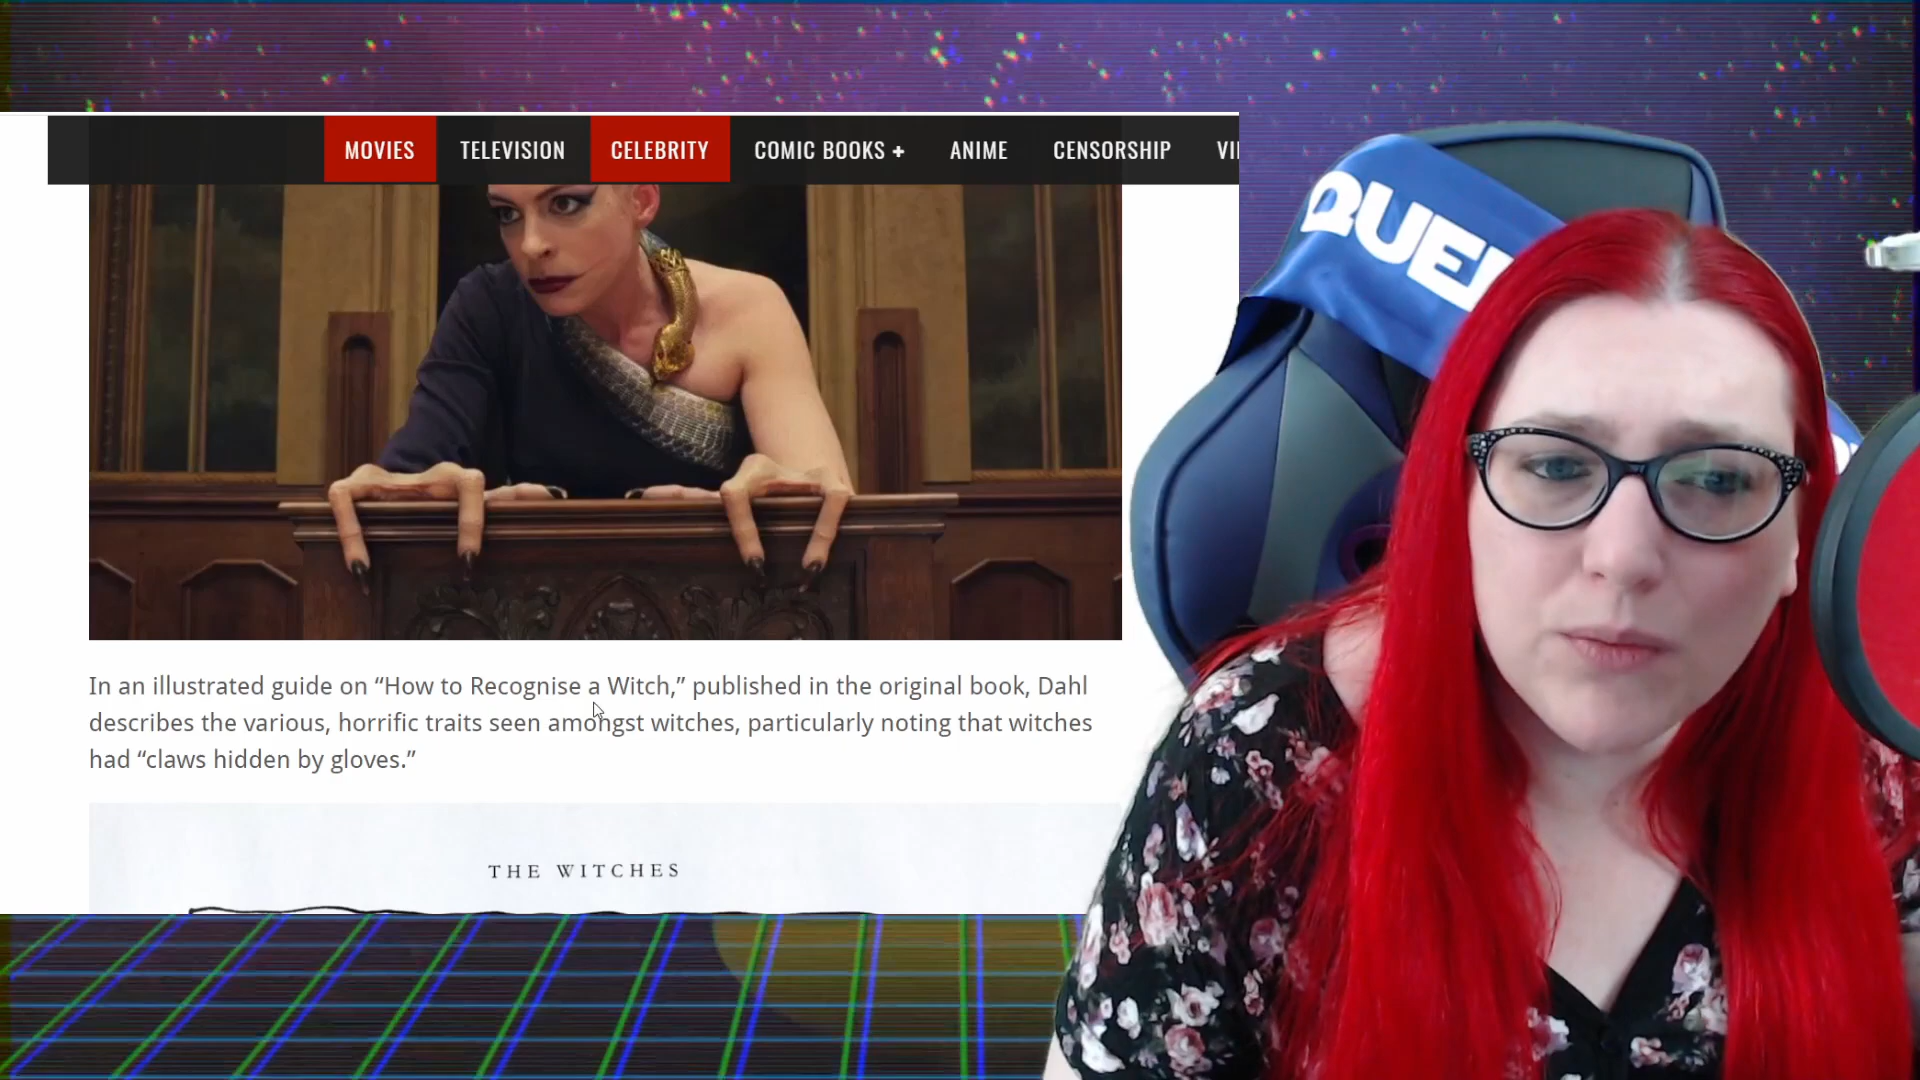 MOVIES TELEVISION CELEBRITY COMIC BOOKS + ANIME CENSORSHIP
In an illustrated guide on “How to Recognise a Witch,” published in the original book, Dahl
describes the various, horrific traits seen amongst witches, particularly noting that witches
had “claws hidden by gloves.”
THE WITCHES